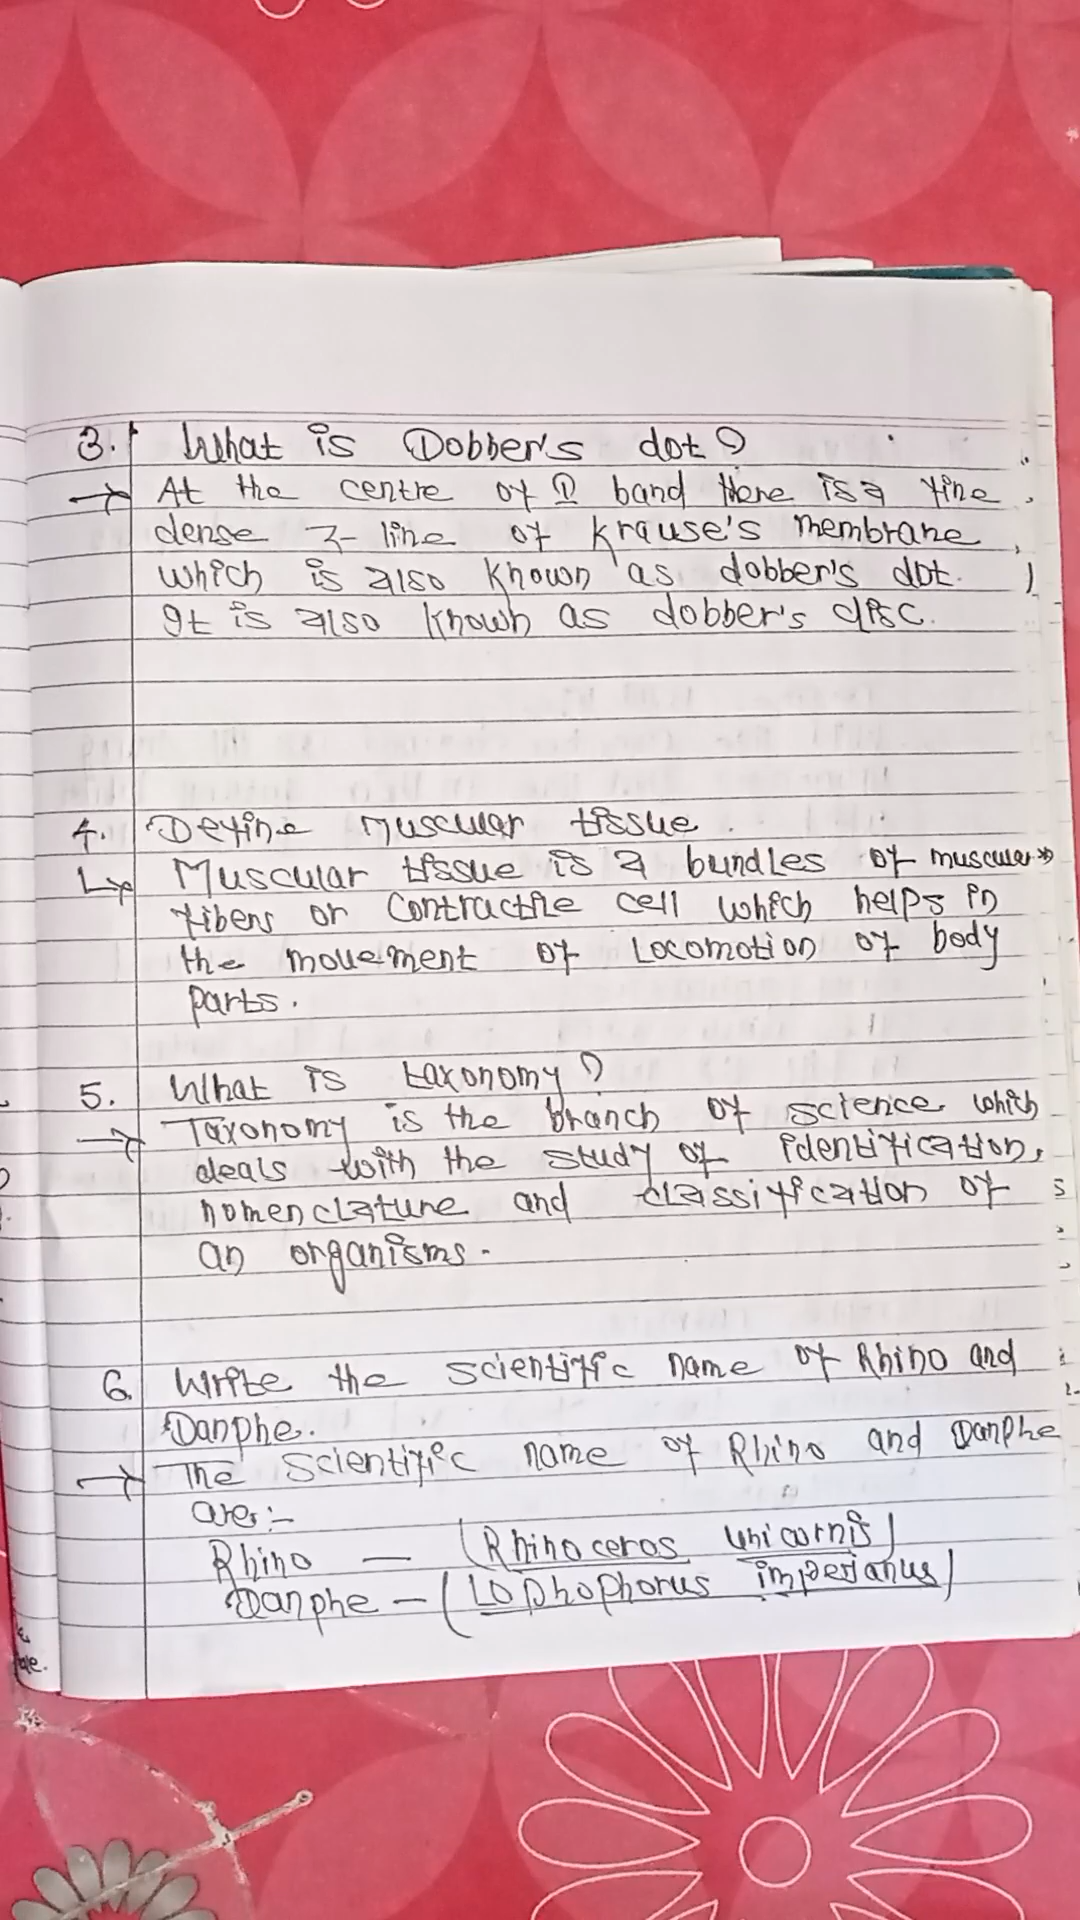 3. What is Dobber's dot?
→ At the centre of I band there is a fine
dense Z-line of Krause's membrane
which is also known as dobber's dot.
It is also known as dobber's disc.
4. Define Muscular tissue.
↳ Muscular tissue is a bundles of muscular
fibers or contractile cell which helps in
the movement of Locomotion of body
parts.
5. What is taxonomy?
→ Taxonomy is the branch of science which
deals with the study of identification,
nomenclature and classification of
an organisms.
6. Write the scientific name of Rhino and
Danphe.
→ The scientific name of Rhino and Danphe
are:-
Rhino — (Rhinoceros unicornis)
Danphe - (Lophophorus impejanus)